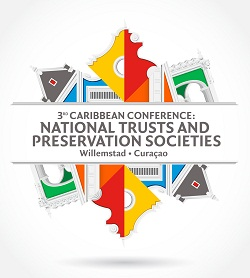 3RD CARIBBEAN CONFERENCE:
NATIONAL TRUSTS AND
PRESERVATION SOCIETIES
Willemstad • Curaçao